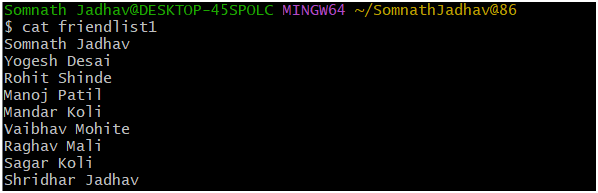 Somnath Jadhav@DESKTOP-45SPOLC MINGW64 ~/SomnathJadhav@86
$ cat friendlist1
Somnath Jadhav
Yogesh Desai
Rohit Shinde
Manoj Patil
Mandar Koli
Vaibhav Mohite
Raghav Mali
Sagar Koli
Shridhar Jadhav